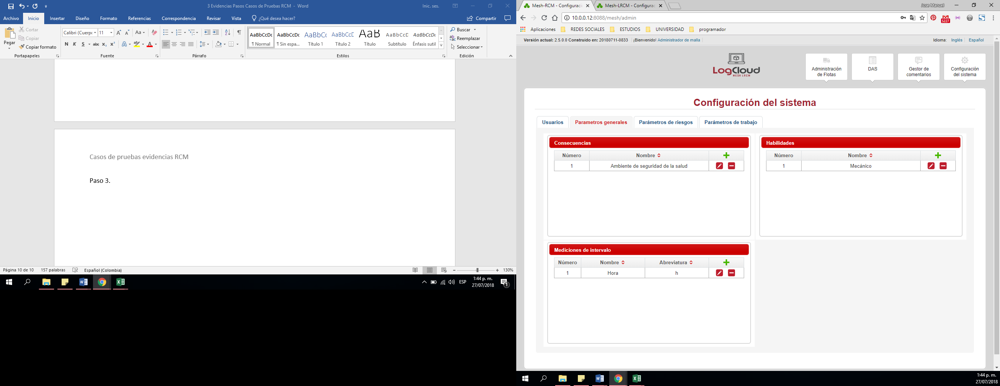 3 Evidencias Pasos Casos de Pruebas RCM - Word
Inic. ses.
Archivo Inicio Insertar Diseño Formato Referencias Correspondencia Revisar Vista ¿Qué desea hacer? Compartir
Pegar
Cortar
Copiar
Copiar formato
Portapapeles
Calibri (Cuerpo 11
Aa
N K S abc x₂ x²
A A
Fuente
Párrafo
AaBbCcDc AaBbCcDc AaBbC( AaBbCcC AaB AaBbCcD AaBbCcDc
¶ Normal ¶ Sin espa... Título 1 Título 2 Título Subtítulo Énfasis sutil
Estilos
Buscar
Reemplazar
Seleccionar
Edición
Casos de pruebas evidencias RCM
Paso 3.
Página 10 de 10 157 palabras Español (Colombia) 130%
ESP
1:44 p. m.
27/07/2018
1
Mesh-RCM - Configuraci
Mesh-LRCM - Configurac
Jose Manuel
10.0.0.12:8088/mesh/admin
5227
Aplicaciones REDES SOCIALES ESTUDIOS UNIVERSIDAD programador
Versión actual: 2.5.0.0 Construido en: 20180711-0833 ¡Bienvenido! Administrador de malla
Idioma: Inglés Español
LogCloud
MESH LRCM
Administración de Flotas
DAS
Gestor de comentarios
Configuración del sistema
Configuración del sistema
Usuarios Parametros generales Parámetros de riesgos Parámetros de trabajo
Consecuencias
Número Nombre
1 Ambiente de seguridad de la salud
Habilidades
Número Nombre
1 Mecánico
Mediciones de intervalo
Número Nombre Abreviatura
1 Hora h
1:44 p. m.
27/07/2018